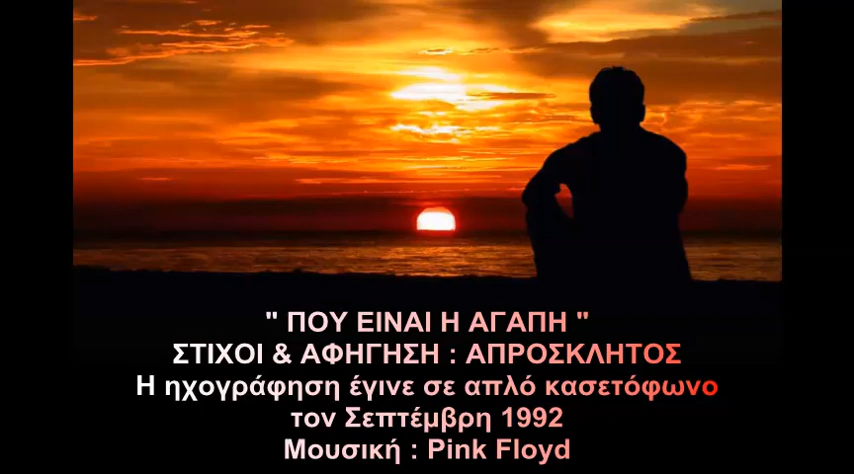 " ΠΟΥ ΕΙΝΑΙ Η ΑΓΑΠΗ "
ΣΤΙΧΟΙ & ΑΦΗΓΗΣΗ : ΑΠΡΟΣΚΛΗΤΟΣ
Η ηχογράφηση έγινε σε απλό κασετόφωνο
τον Σεπτέμβρη 1992
Μουσική : Pink Floyd